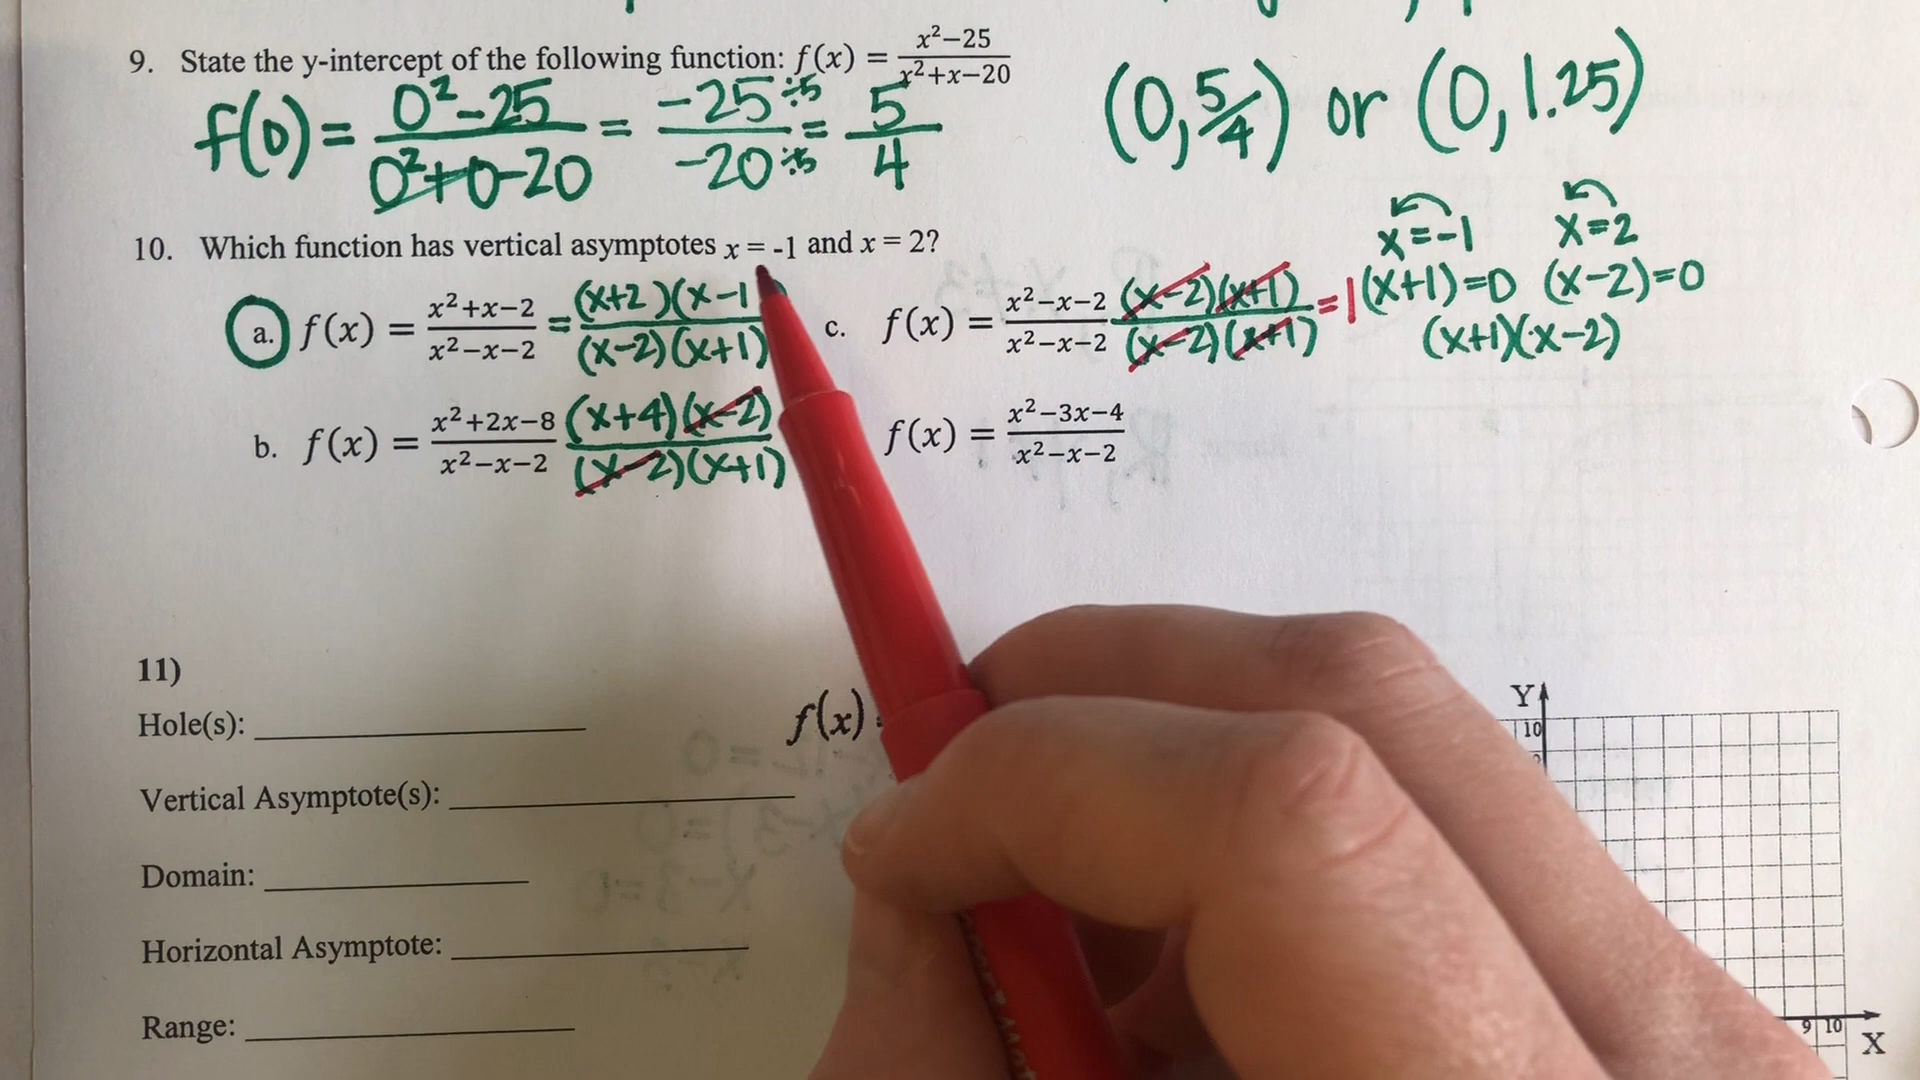 9. State the y-intercept of the following function: f(x) = x²−25 / x²+x−20
f(0) = 0²-25 / 0²+0-20 = -25÷5 / -20÷5 = 5/4 (0, 5/4) or (0, 1.25)
10. Which function has vertical asymptotes x = -1 and x = 2?
x=-1 x=2
a. f(x) = x²+x−2 / x²−x−2 = (x+2)(x-1 / (x-2)(x+1)
c. f(x) = x²−x−2 / x²−x−2 (x-2)(x+1) / (x-2)(x+1) = 1
(x+1)=0 (x-2)=0
(x+1)(x-2)
b. f(x) = x²+2x−8 / x²−x−2 (x+4)(x-2) / (x-2)(x+1)
f(x) = x²−3x−4 / x²−x−2
11)
Hole(s):
f(x)
Vertical Asymptote(s):
Domain:
Horizontal Asymptote:
Range:
Y
10
9 10
X